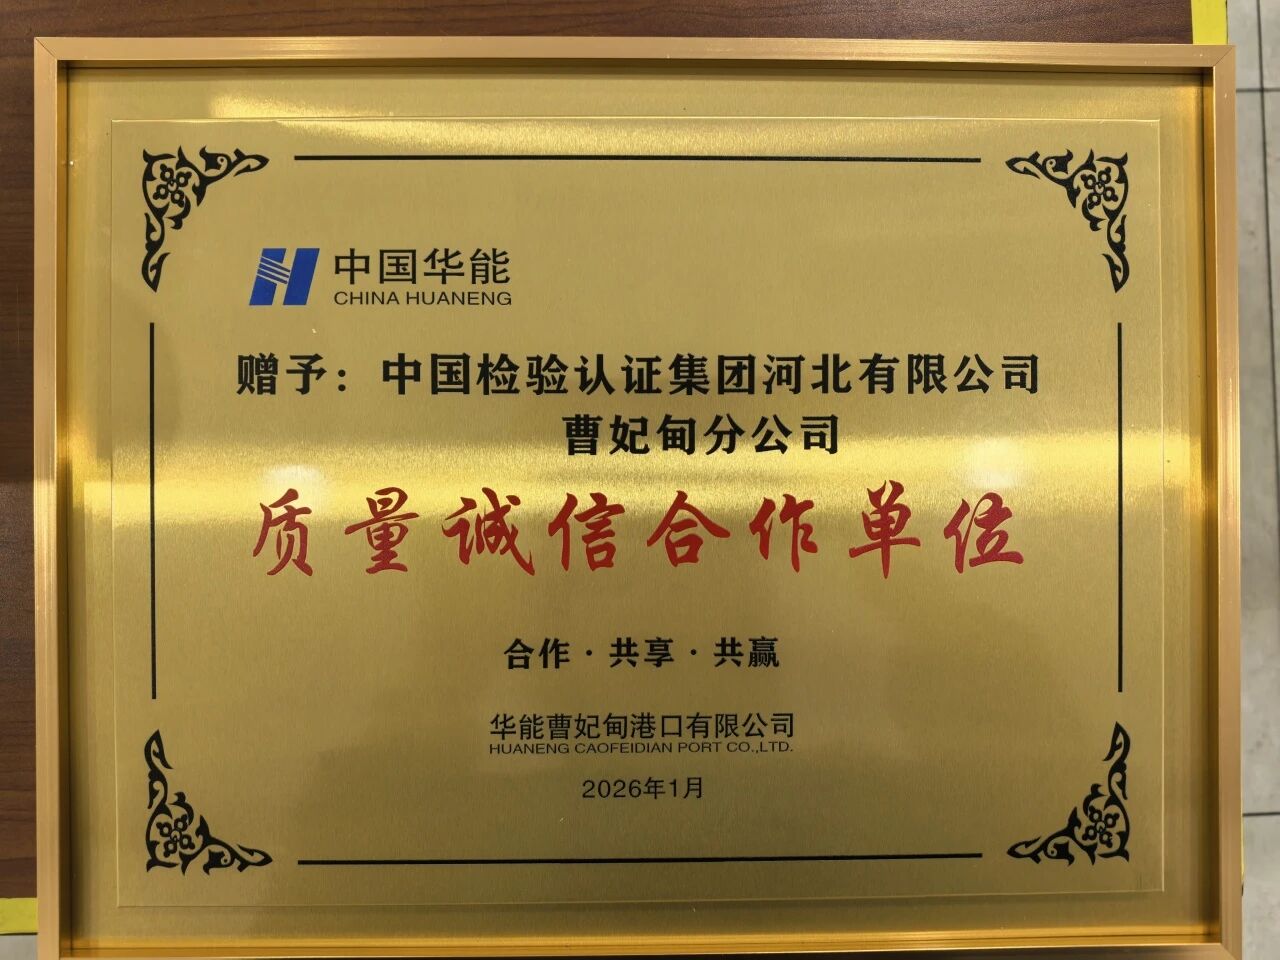 中国华能
CHINA HUANENG
赠予：中国检验认证集团河北有限公司
曹妃甸分公司
质量诚信合作单位
合作·共享·共赢
华能曹妃甸港口有限公司
HUANENG CAOFEIDIAN PORT CO.,LTD.
2026年1月